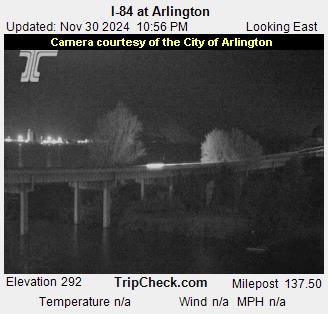 I-84 at Arlington
Updated: Nov 30 2024 10:56 PM Looking East
Camera courtesy of the City of Arlington
Elevation 292 TripCheck.com Milepost 137.50
Temperature n/a Wind n/a MPH n/a